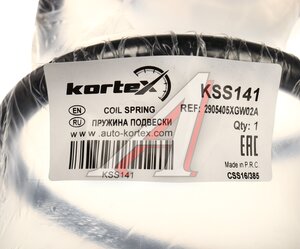 kortex
KSS141
EN
COIL SPRING
REF: 2905405XGW02A
RU
ПРУЖИНА ПОДВЕСКИ
Qty: 1
www.auto-kortex.com
EAC
KSS141
Made in P.R.C.
CSS16/385